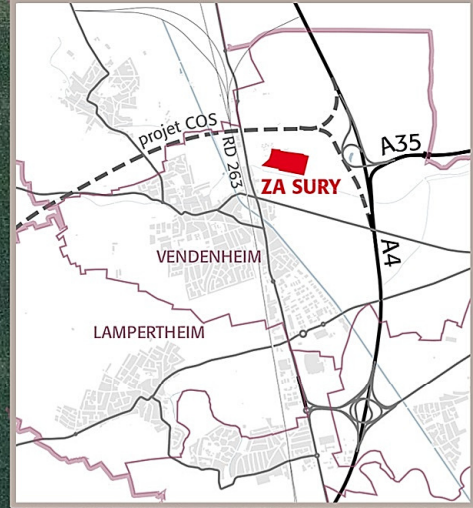 projet COS
RD 263
A35
ZA SURY
A4
VENDENHEIM
LAMPERTHEIM